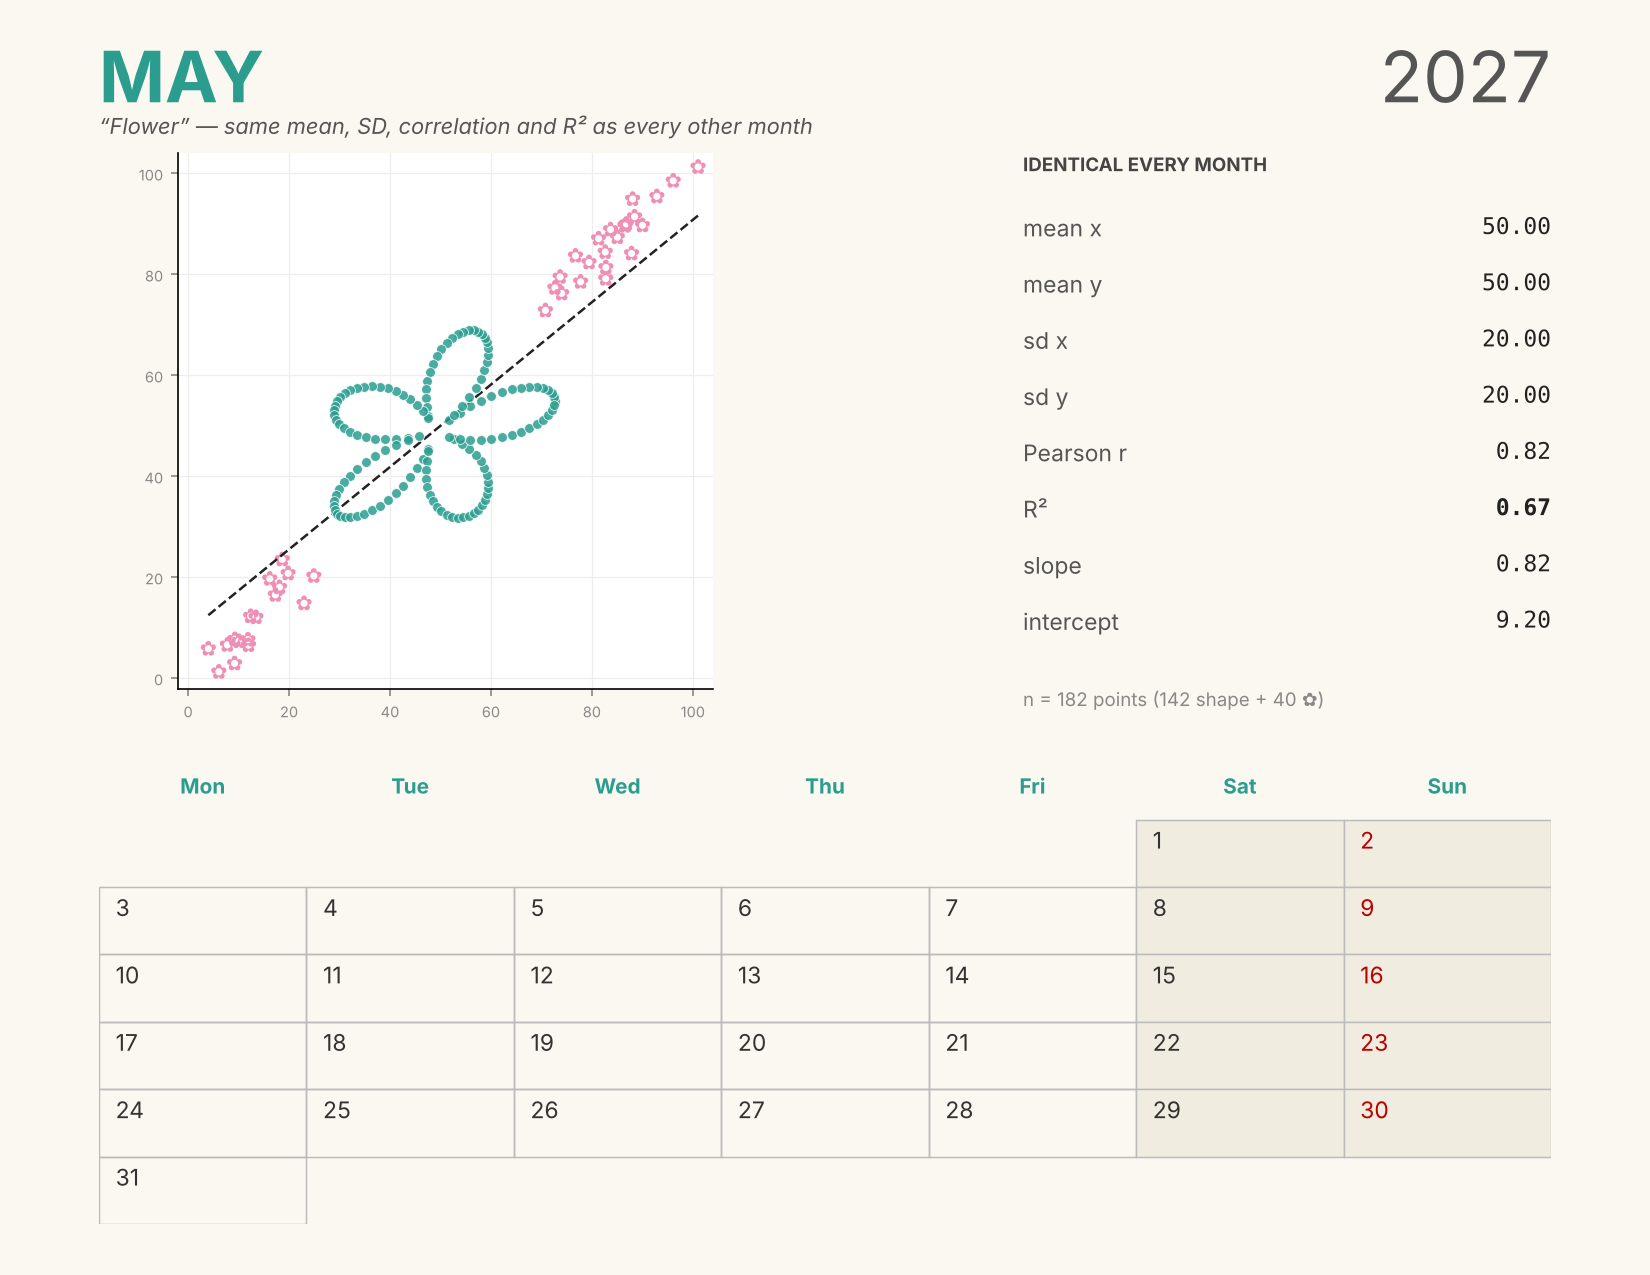 MAY 2027
“Flower” — same mean, SD, correlation and R² as every other month
100
80
60
40
20
0
0 20 40 60 80 100
IDENTICAL EVERY MONTH
mean x 50.00
mean y 50.00
sd x 20.00
sd y 20.00
Pearson r 0.82
R² 0.67
slope 0.82
intercept 9.20
n = 182 points (142 shape + 40 ✿)
Mon Tue Wed Thu Fri Sat Sun
1 2
3 4 5 6 7 8 9
10 11 12 13 14 15 16
17 18 19 20 21 22 23
24 25 26 27 28 29 30
31